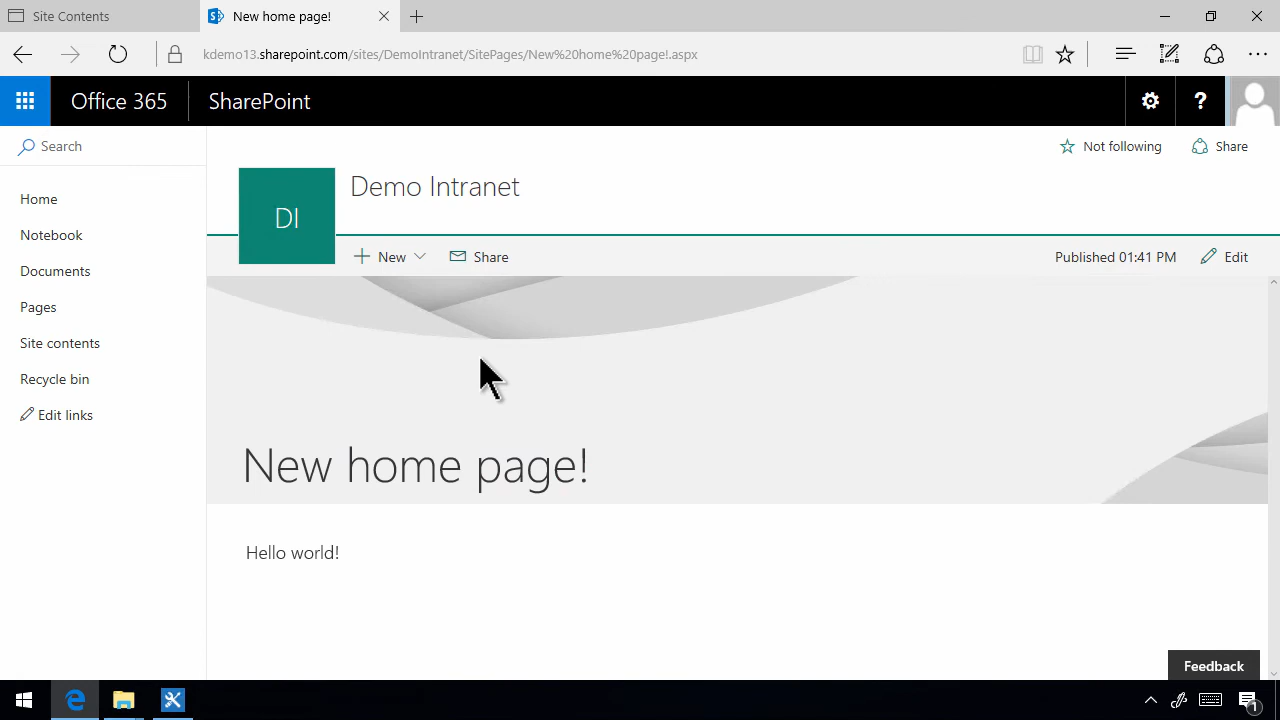 Site Contents
New home page!
kdemo13.sharepoint.com/sites/DemoIntranet/SitePages/New%20home%20page!.aspx
Office 365
SharePoint
?
Search
Not following
Share
Home
Notebook
Documents
Pages
Site contents
Recycle bin
Edit links
DI
Demo Intranet
New
Share
Published 01:41 PM
Edit
New home page!
Hello world!
Feedback
1